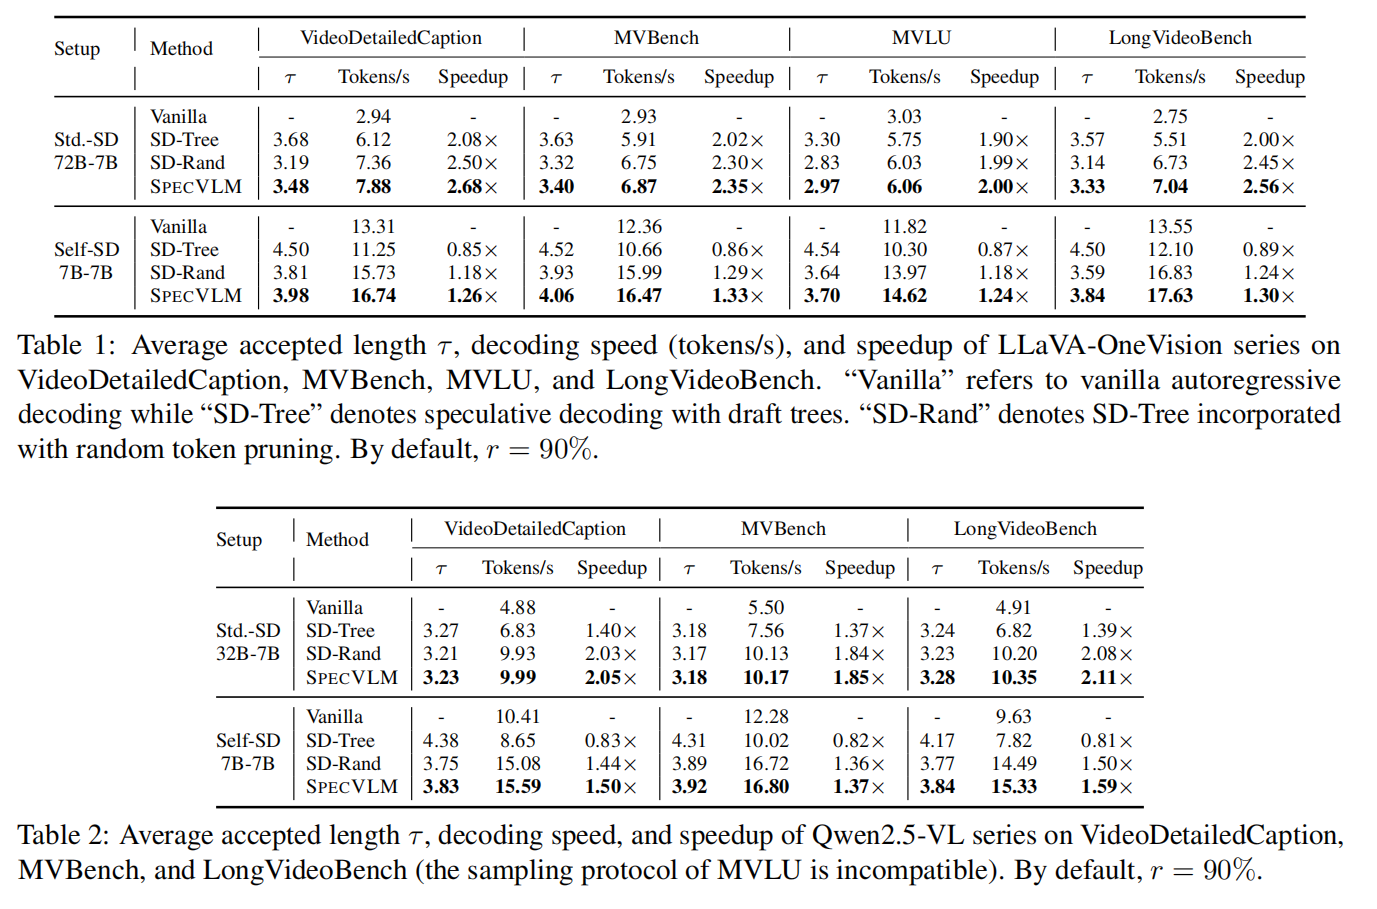 Setup Method VideoDetailedCaption MVBench MVLU LongVideoBench
τ Tokens/s Speedup τ Tokens/s Speedup τ Tokens/s Speedup τ Tokens/s Speedup
Vanilla - 2.94 - - 2.93 - - 3.03 - - 2.75 -
Std.-SD SD-Tree 3.68 6.12 2.08× 3.63 5.91 2.02× 3.30 5.75 1.90× 3.57 5.51 2.00×
72B-7B SD-Rand 3.19 7.36 2.50× 3.32 6.75 2.30× 2.83 6.03 1.99× 3.14 6.73 2.45×
SPECVLM 3.48 7.88 2.68× 3.40 6.87 2.35× 2.97 6.06 2.00× 3.33 7.04 2.56×
Vanilla - 13.31 - - 12.36 - - 11.82 - - 13.55 -
Self-SD SD-Tree 4.50 11.25 0.85× 4.52 10.66 0.86× 4.54 10.30 0.87× 4.50 12.10 0.89×
7B-7B SD-Rand 3.81 15.73 1.18× 3.93 15.99 1.29× 3.64 13.97 1.18× 3.59 16.83 1.24×
SPECVLM 3.98 16.74 1.26× 4.06 16.47 1.33× 3.70 14.62 1.24× 3.84 17.63 1.30×
Table 1: Average accepted length τ, decoding speed (tokens/s), and speedup of LLaVA-OneVision series on
VideoDetailedCaption, MVBench, MVLU, and LongVideoBench. “Vanilla” refers to vanilla autoregressive
decoding while “SD-Tree” denotes speculative decoding with draft trees. “SD-Rand” denotes SD-Tree incorporated
with random token pruning. By default, r = 90%.
Setup Method VideoDetailedCaption MVBench LongVideoBench
τ Tokens/s Speedup τ Tokens/s Speedup τ Tokens/s Speedup
Vanilla - 4.88 - - 5.50 - - 4.91 -
Std.-SD SD-Tree 3.27 6.83 1.40× 3.18 7.56 1.37× 3.24 6.82 1.39×
32B-7B SD-Rand 3.21 9.93 2.03× 3.17 10.13 1.84× 3.23 10.20 2.08×
SPECVLM 3.23 9.99 2.05× 3.18 10.17 1.85× 3.28 10.35 2.11×
Vanilla - 10.41 - - 12.28 - - 9.63 -
Self-SD SD-Tree 4.38 8.65 0.83× 4.31 10.02 0.82× 4.17 7.82 0.81×
7B-7B SD-Rand 3.75 15.08 1.44× 3.89 16.72 1.36× 3.77 14.49 1.50×
SPECVLM 3.83 15.59 1.50× 3.92 16.80 1.37× 3.84 15.33 1.59×
Table 2: Average accepted length τ, decoding speed, and speedup of Qwen2.5-VL series on VideoDetailedCaption,
MVBench, and LongVideoBench (the sampling protocol of MVLU is incompatible). By default, r = 90%.